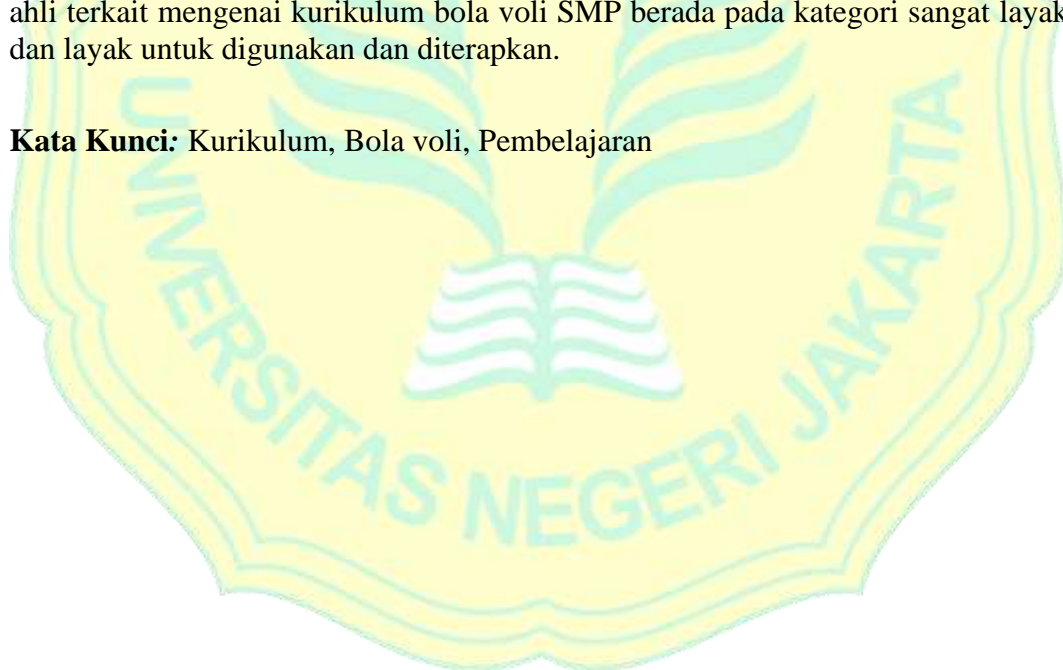 ahli terkait mengenai kurikulum bola voli SMP berada pada kategori sangat layak
dan layak untuk digunakan dan diterapkan.
Kata Kunci: Kurikulum, Bola voli, Pembelajaran
UNIVERSITAS NEGERI JAKARTA